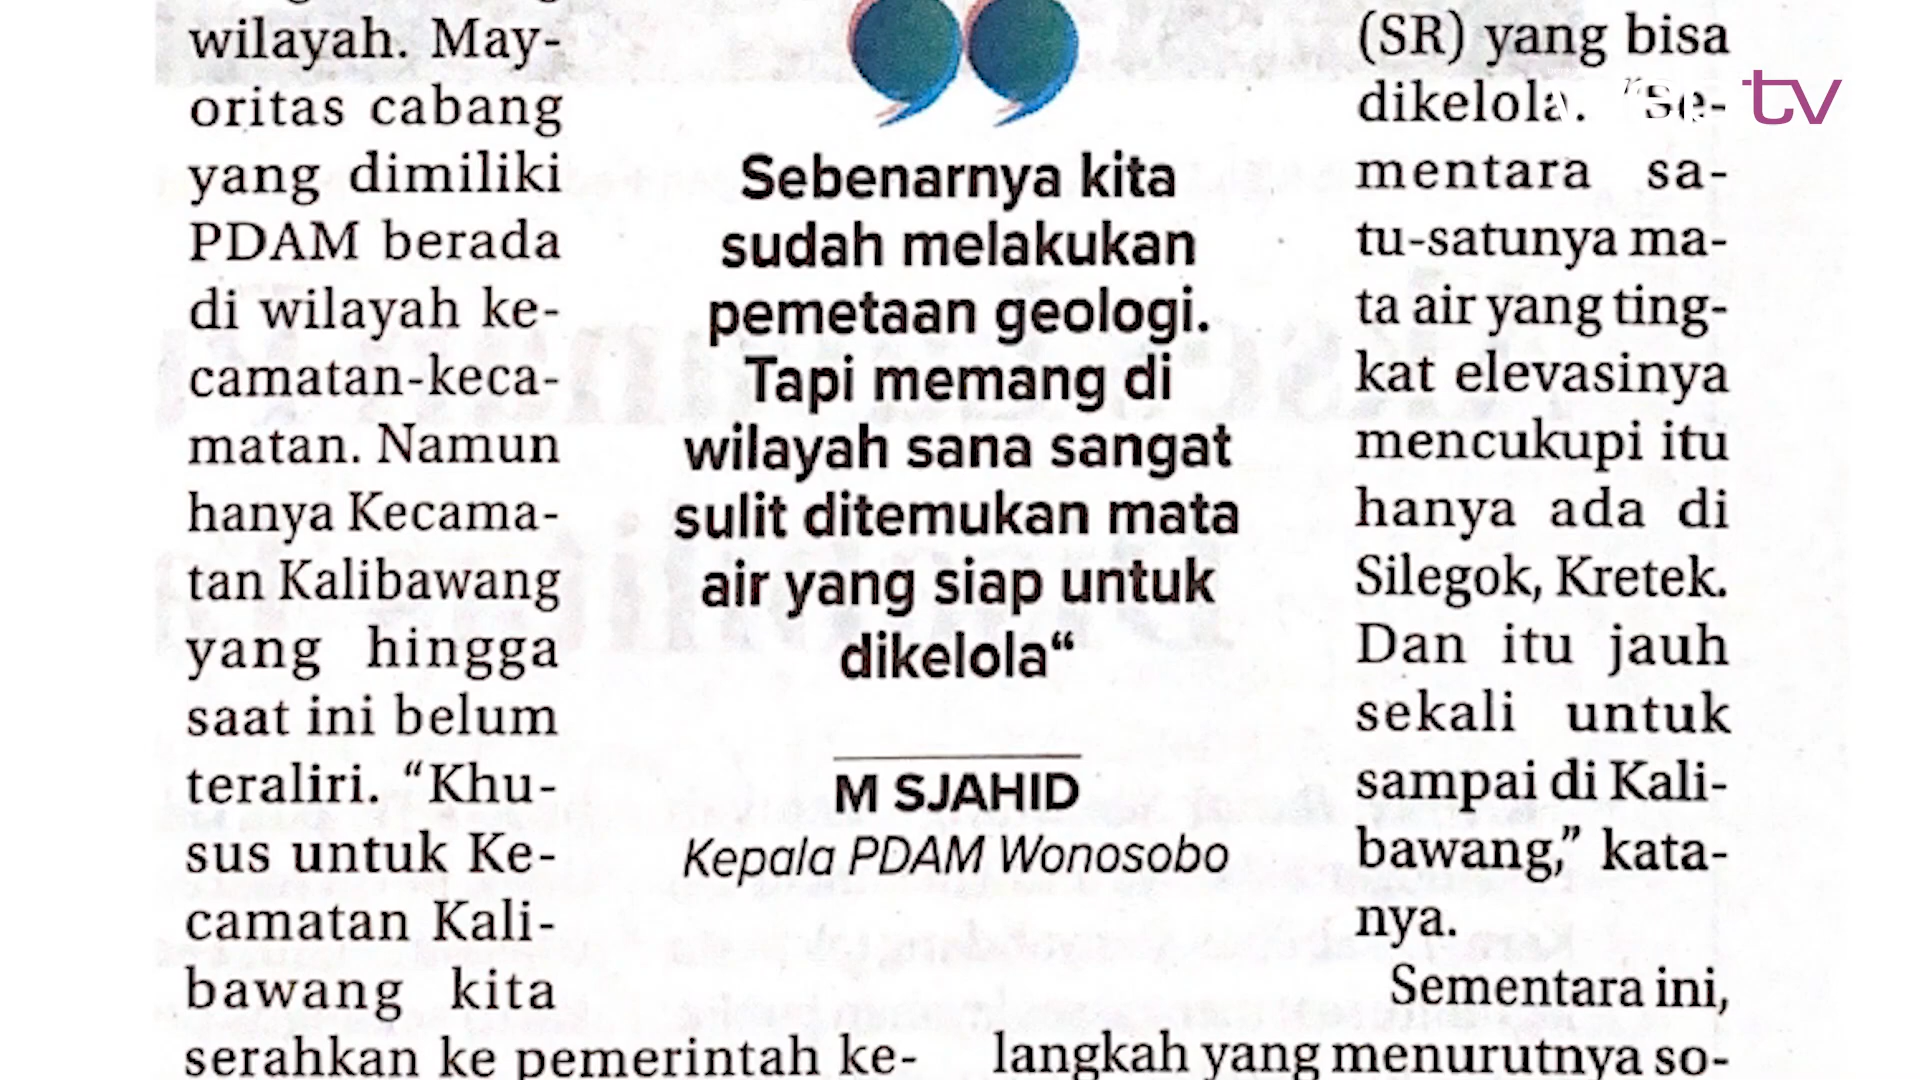 wilayah. May-
oritas cabang
yang dimiliki
PDAM berada
di wilayah ke-
camatan-keca-
matan. Namun
hanya Kecama-
tan Kalibawang
yang hingga
saat ini belum
teraliri. “Khu-
sus untuk Ke-
camatan Kali-
bawang kita
serahkan ke pemerintah ke-
Sebenarnya kita
sudah melakukan
pemetaan geologi.
Tapi memang di
wilayah sana sangat
sulit ditemukan mata
air yang siap untuk
dikelola“
M SJAHID
Kepala PDAM Wonosobo
(SR) yang bisa
dikelola. “Se-
mentara sa-
tu-satunya ma-
ta air yang ting-
kat elevasinya
mencukupi itu
hanya ada di
Silegok, Kretek.
Dan itu jauh
sekali untuk
sampai di Kali-
bawang,” kata-
nya.
Sementara ini,
langkah yang menurutnya so-
tv